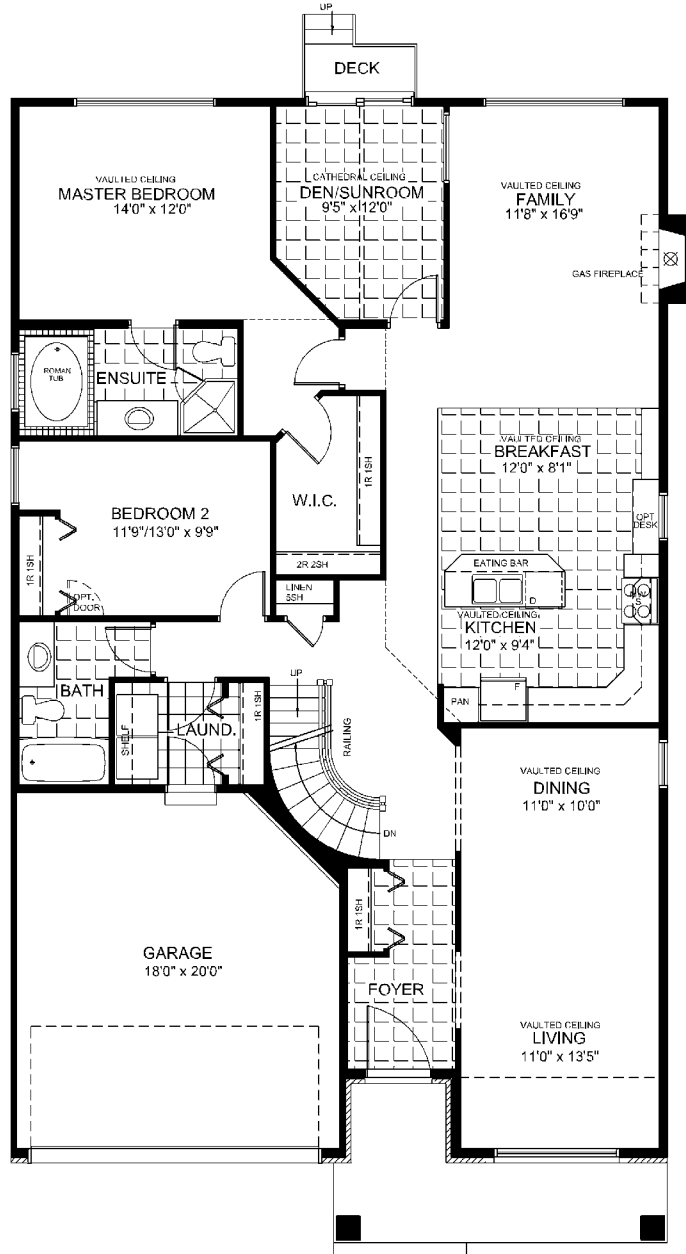 UP
DECK
VAULTED CEILING
MASTER BEDROOM
14'0" x 12'0"
CATHEDRAL CEILING
DEN/SUNROOM
9'5" x 12'0"
VAULTED CEILING
FAMILY
11'8" x 16'9"
GAS FIREPLACE
ROMAN
TUB
ENSUITE
W.I.C.
1R 1SH
2R 2SH
VAULTED CEILING
BREAKFAST
12'0" x 8'1"
OPT
DESK
BEDROOM 2
11'9"/13'0" x 9'9"
1R 1SH
OPT.
DOOR
LINEN
5SH
EATING BAR
D
VAULTED CEILING
KITCHEN
12'0" x 9'4"
S
PAN
F
BATH
SHELF
LAUND.
1R 1SH
UP
RAILING
DN
VAULTED CEILING
DINING
11'0" x 10'0"
1R 1SH
FOYER
GARAGE
18'0" x 20'0"
VAULTED CEILING
LIVING
11'0" x 13'5"